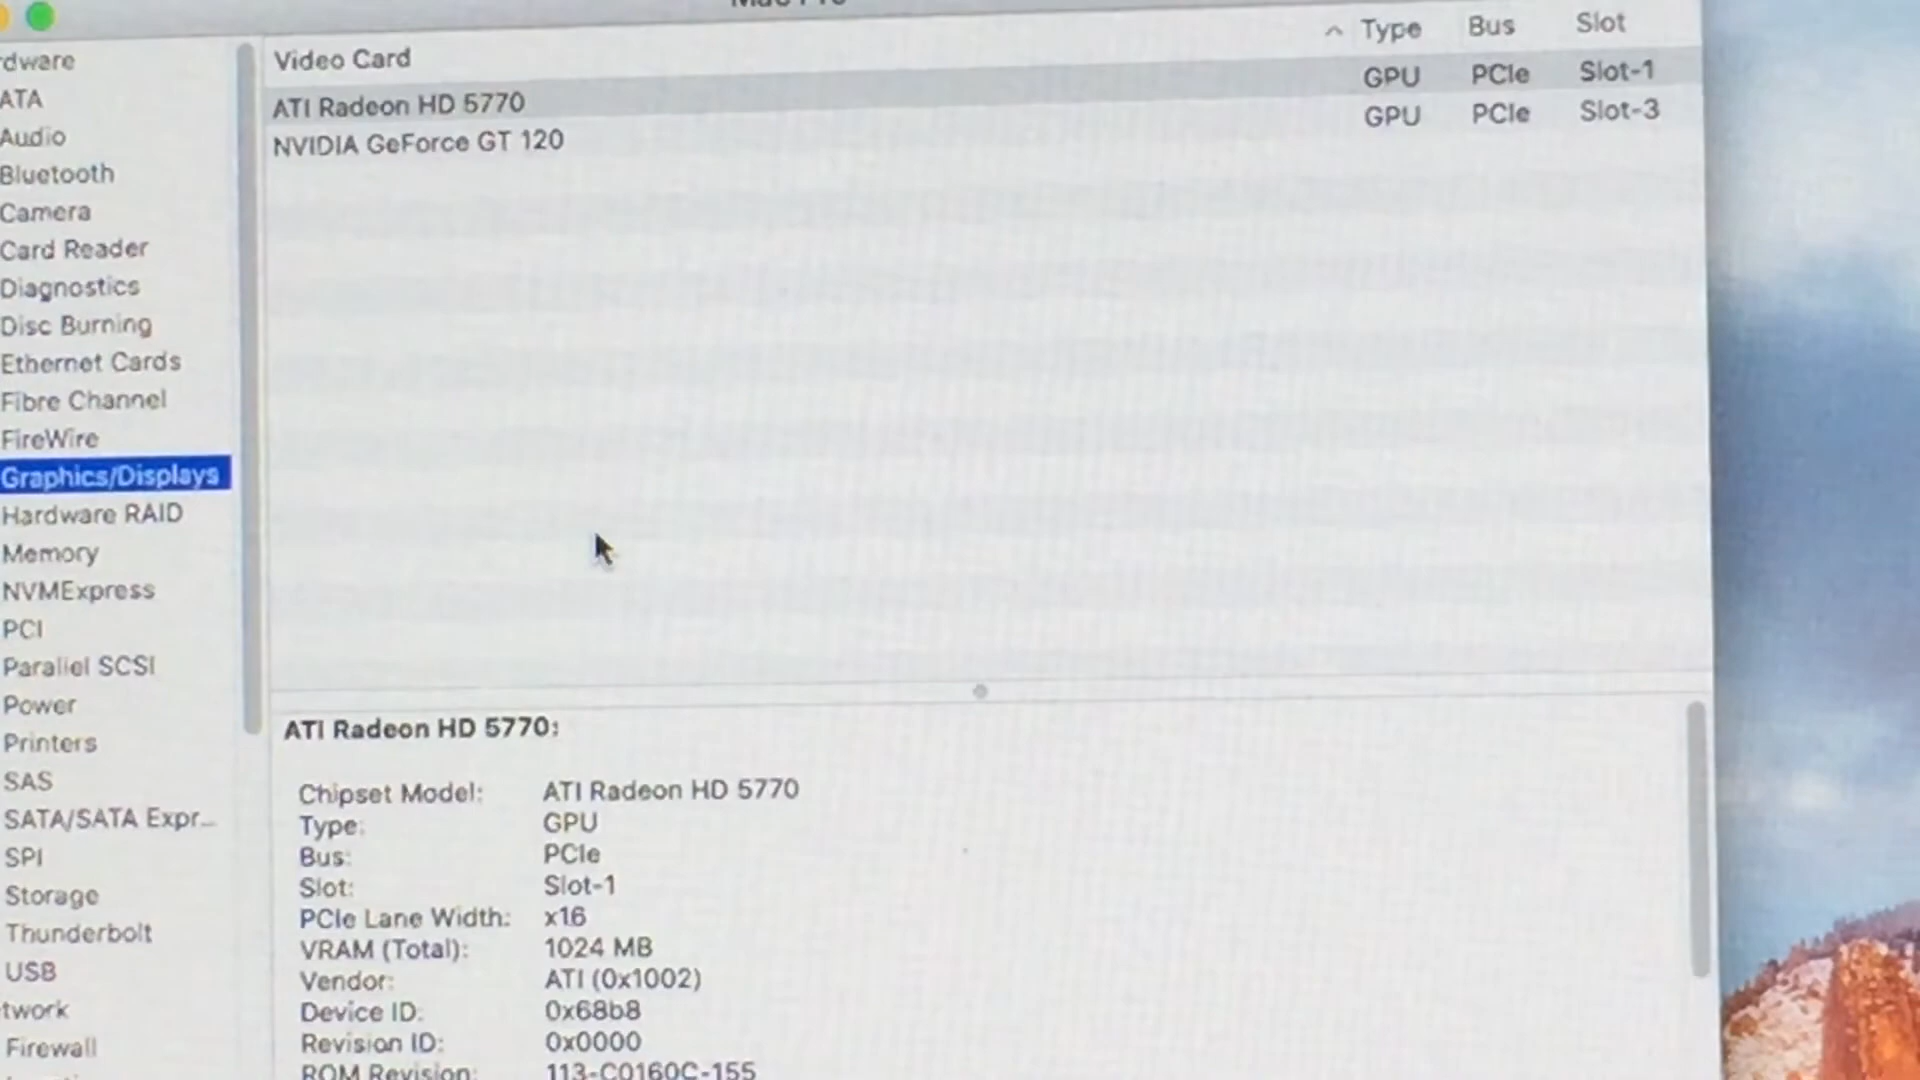 Video Card
Type
Bus
Slot
ATI Radeon HD 5770
GPU
PCIe
Slot-1
NVIDIA GeForce GT 120
GPU
PCIe
Slot-3
dware
ATA
Audio
Bluetooth
Camera
Card Reader
Diagnostics
Disc Burning
Ethernet Cards
Fibre Channel
FireWire
Graphics/Displays
Hardware RAID
Memory
NVMExpress
PCI
Parallel SCSI
Power
Printers
SAS
SATA/SATA Expr...
SPI
Storage
Thunderbolt
USB
twork
Firewall
ATI Radeon HD 5770:
Chipset Model: ATI Radeon HD 5770
Type: GPU
Bus: PCIe
Slot: Slot-1
PCIe Lane Width: x16
VRAM (Total): 1024 MB
Vendor: ATI (0x1002)
Device ID: 0x68b8
Revision ID: 0x0000
ROM Revision: 113-C0160C-155